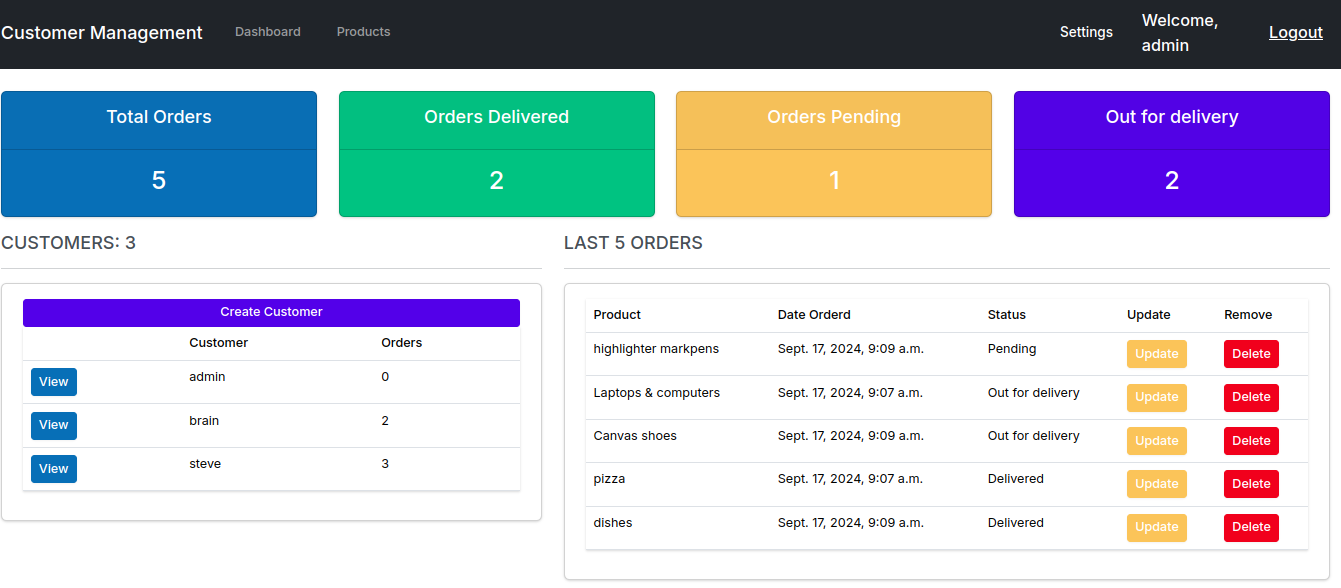 Customer Management Dashboard Products Settings Welcome, admin Logout
Total Orders
5
Orders Delivered
2
Orders Pending
1
Out for delivery
2
CUSTOMERS: 3
Create Customer
Customer Orders
View admin 0
View brain 2
View steve 3
LAST 5 ORDERS
Product Date Orderd Status Update Remove
highlighter markpens Sept. 17, 2024, 9:09 a.m. Pending Update Delete
Laptops & computers Sept. 17, 2024, 9:07 a.m. Out for delivery Update Delete
Canvas shoes Sept. 17, 2024, 9:09 a.m. Out for delivery Update Delete
pizza Sept. 17, 2024, 9:07 a.m. Delivered Update Delete
dishes Sept. 17, 2024, 9:09 a.m. Delivered Update Delete